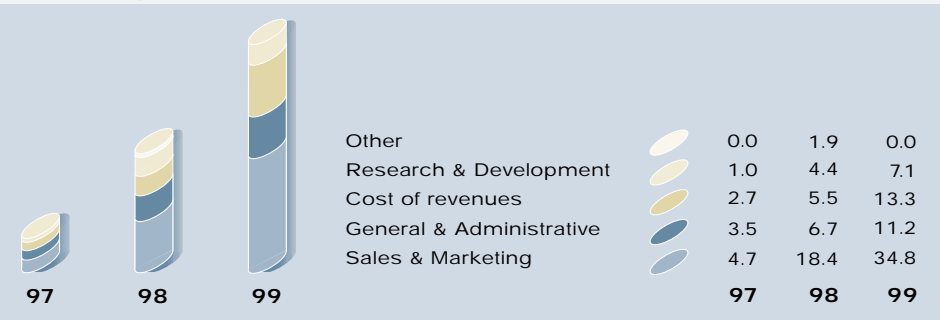 Other 0.0 1.9 0.0
Research & Development 1.0 4.4 7.1
Cost of revenues 2.7 5.5 13.3
General & Administrative 3.5 6.7 11.2
Sales & Marketing 4.7 18.4 34.8
97 98 99 97 98 99